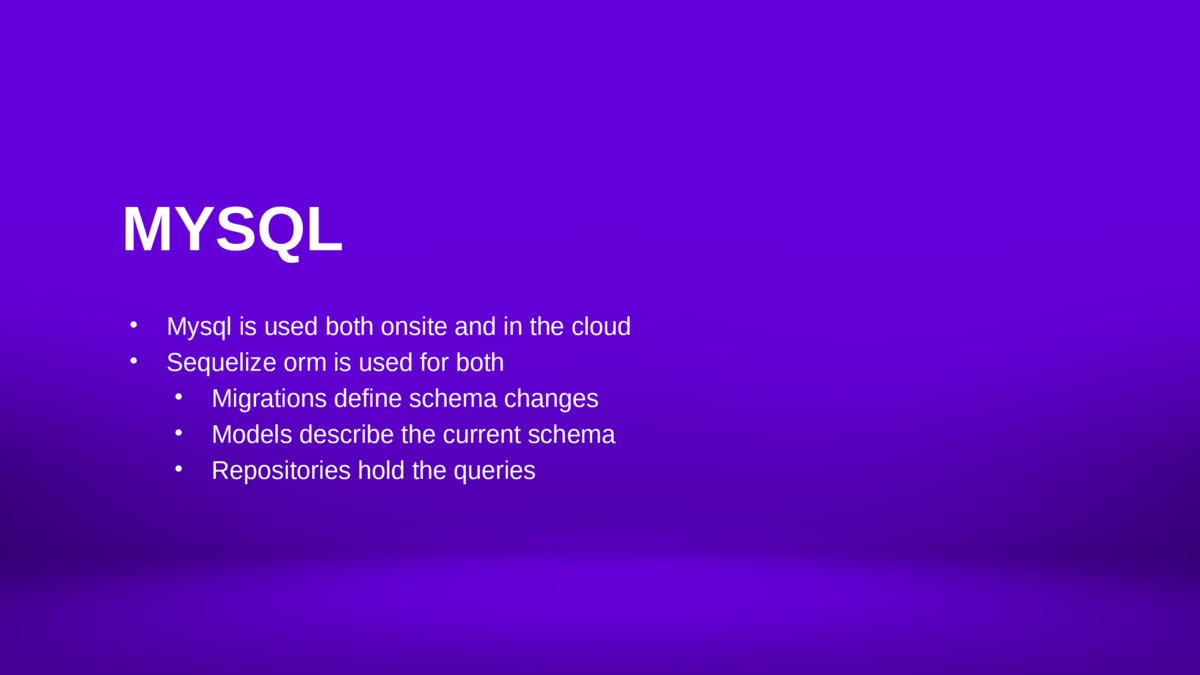 MYSQL
• Mysql is used both onsite and in the cloud
• Sequelize orm is used for both
• Migrations define schema changes
• Models describe the current schema
• Repositories hold the queries